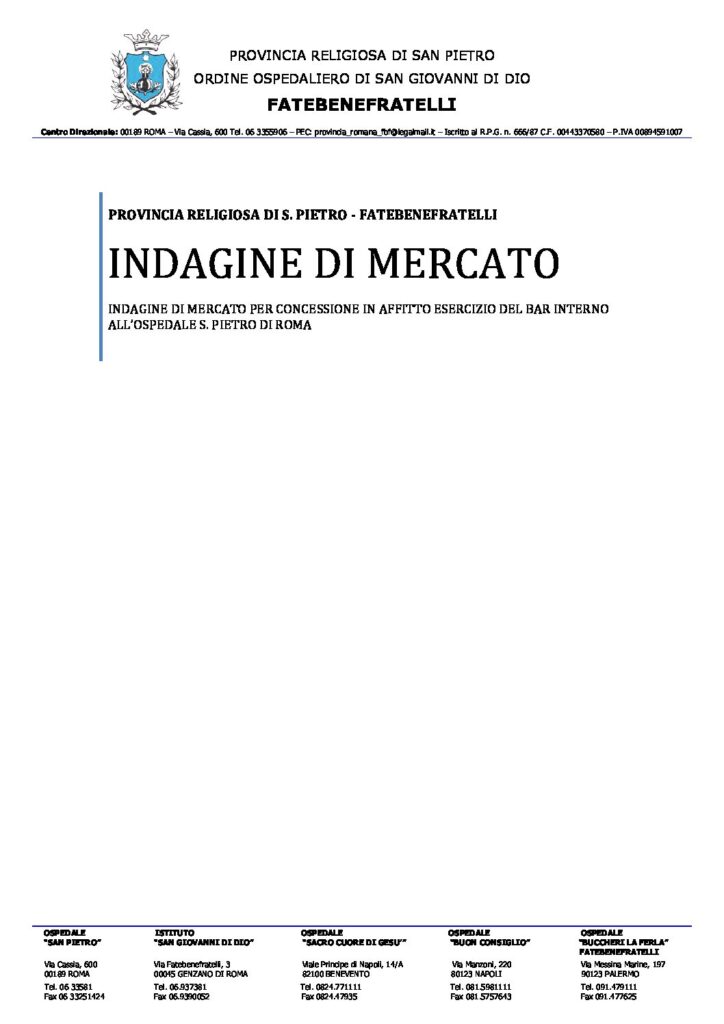 PROVINCIA RELIGIOSA DI SAN PIETRO
ORDINE OSPEDALIERO DI SAN GIOVANNI DI DIO
FATEBENEFRATELLI
Centro Direzionale: 00189 ROMA – Via Cassia, 600 Tel. 06 3355906 – PEC: provincia_romana_fbf@legalmail.it – Iscritto al R.P.G. n. 666/87 C.F. 00443370580 – P.IVA 00894591007
PROVINCIA RELIGIOSA DI S. PIETRO - FATEBENEFRATELLI
INDAGINE DI MERCATO
INDAGINE DI MERCATO PER CONCESSIONE IN AFFITTO ESERCIZIO DEL BAR INTERNO
ALL'OSPEDALE S. PIETRO DI ROMA
OSPEDALE
"SAN PIETRO"
Via Cassia, 600
00189 ROMA
Tel. 06 33581
Fax 06 33251424
ISTITUTO
"SAN GIOVANNI DI DIO"
Via Fatebenefratelli, 3
00045 GENZANO DI ROMA
Tel. 06.937381
Fax 06.9390052
OSPEDALE
"SACRO CUORE DI GESU'"
Viale Principe di Napoli, 14/A
82100 BENEVENTO
Tel. 0824.771111
Fax 0824.47935
OSPEDALE
"BUON CONSIGLIO"
Via Manzoni, 220
80123 NAPOLI
Tel. 081.5981111
Fax 081.5757643
OSPEDALE
"BUCCHERI LA FERLA"
FATEBENEFRATELLI
Via Messina Marine, 197
90123 PALERMO
Tel. 091.479111
Fax 091.477625